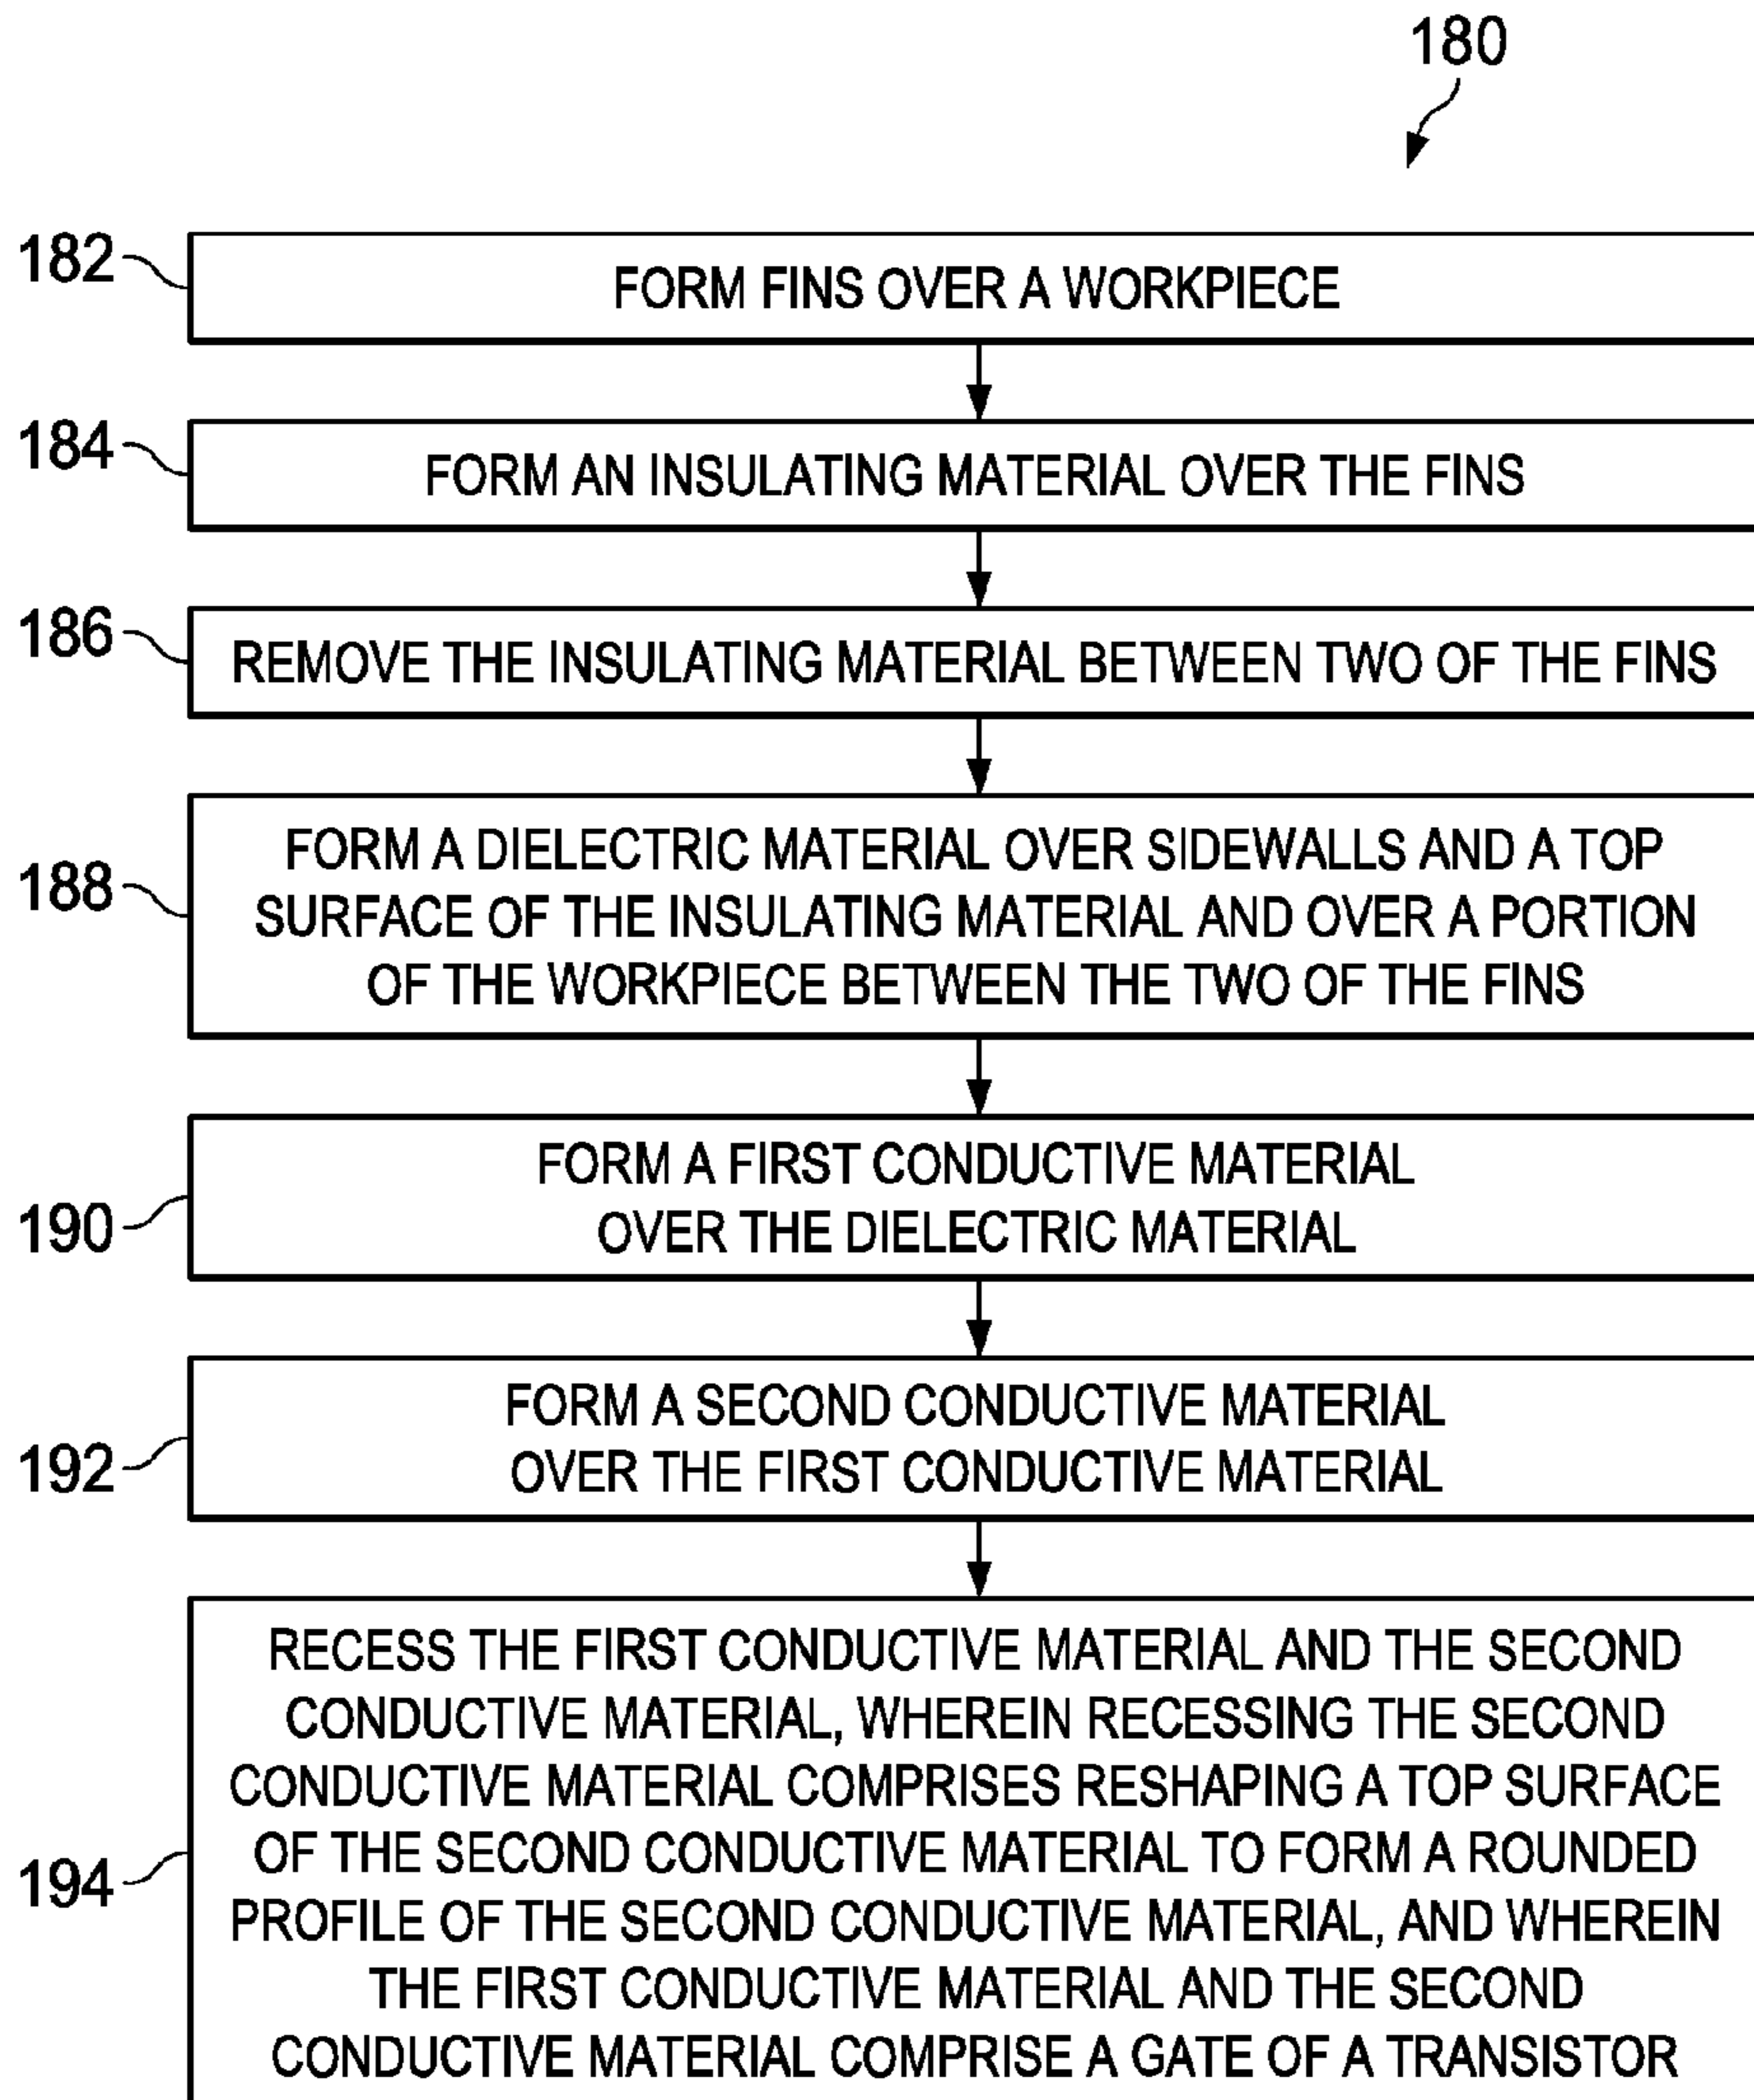 180
182
FORM FINS OVER A WORKPIECE
184
FORM AN INSULATING MATERIAL OVER THE FINS
186
REMOVE THE INSULATING MATERIAL BETWEEN TWO OF THE FINS
188
FORM A DIELECTRIC MATERIAL OVER SIDEWALLS AND A TOP
SURFACE OF THE INSULATING MATERIAL AND OVER A PORTION
OF THE WORKPIECE BETWEEN THE TWO OF THE FINS
190
FORM A FIRST CONDUCTIVE MATERIAL
OVER THE DIELECTRIC MATERIAL
192
FORM A SECOND CONDUCTIVE MATERIAL
OVER THE FIRST CONDUCTIVE MATERIAL
194
RECESS THE FIRST CONDUCTIVE MATERIAL AND THE SECOND
CONDUCTIVE MATERIAL, WHEREIN RECESSING THE SECOND
CONDUCTIVE MATERIAL COMPRISES RESHAPING A TOP SURFACE
OF THE SECOND CONDUCTIVE MATERIAL TO FORM A ROUNDED
PROFILE OF THE SECOND CONDUCTIVE MATERIAL, AND WHEREIN
THE FIRST CONDUCTIVE MATERIAL AND THE SECOND
CONDUCTIVE MATERIAL COMPRISE A GATE OF A TRANSISTOR